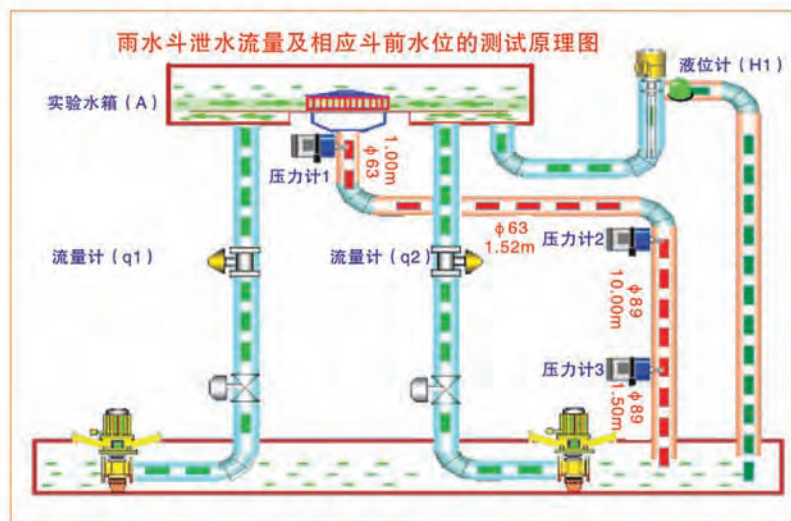 雨水斗泄水流量及相应斗前水位的测试原理图
液位计（H1）
实验水箱（A）
1.00m
φ63
压力计1
φ63
1.52m
压力计2
流量计（q1）
流量计（q2）
φ89
10.00m
压力计3
φ89
1.50m